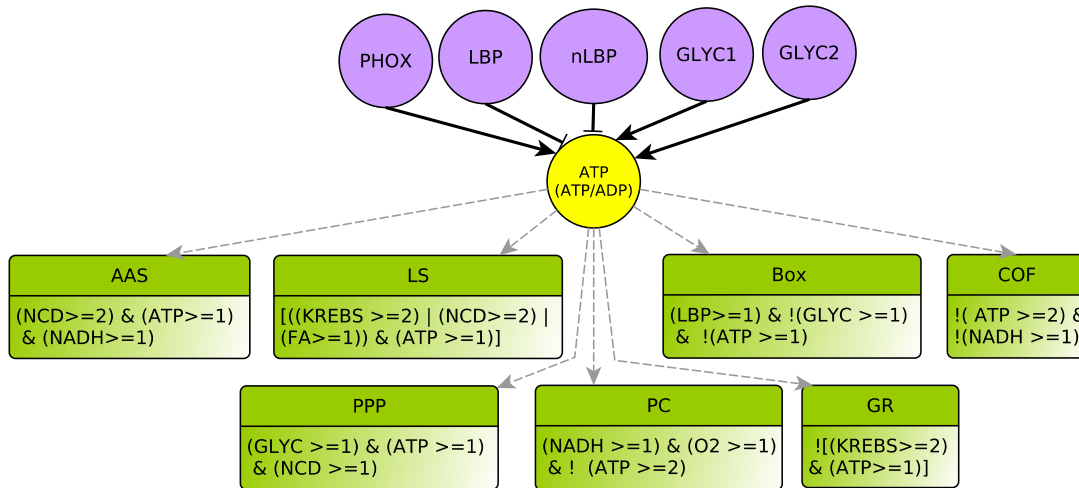 PHOX
LBP
nLBP
GLYC1
GLYC2
ATP
(ATP/ADP)
AAS
(NCD>=2) & (ATP>=1)
& (NADH>=1)
LS
[((KREBS >=2) | (NCD>=2) |
(FA>=1)) & (ATP >=1)]
Box
(LBP>=1) & !(GLYC >=1)
& !(ATP >=1)
COF
!( ATP >=2) &
!(NADH >=1)
PPP
(GLYC >=1) & (ATP >=1)
& (NCD >=1)
PC
(NADH >=1) & (O2 >=1)
& ! (ATP >=2)
GR
![(KREBS>=2)
& (ATP>=1)]